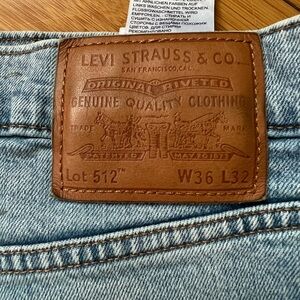 LEVI STRAUSS & CO.
SAN FRANCISCO, CAL.
ORIGINAL RIVETED
GENUINE QUALITY CLOTHING
TRADE MARK
PATENTED MAY 20 1873
Lot 512™ W36 L32